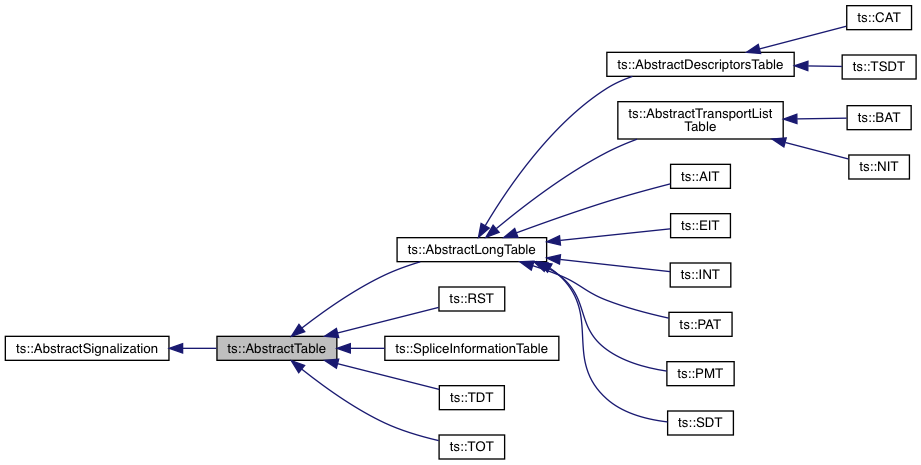 ts::CAT
ts::AbstractDescriptorsTable
ts::TSDT
ts::AbstractTransportList
Table
ts::BAT
ts::NIT
ts::AIT
ts::EIT
ts::AbstractLongTable
ts::INT
ts::RST
ts::PAT
ts::AbstractSignalization
ts::AbstractTable
ts::SpliceInformationTable
ts::PMT
ts::TDT
ts::SDT
ts::TOT